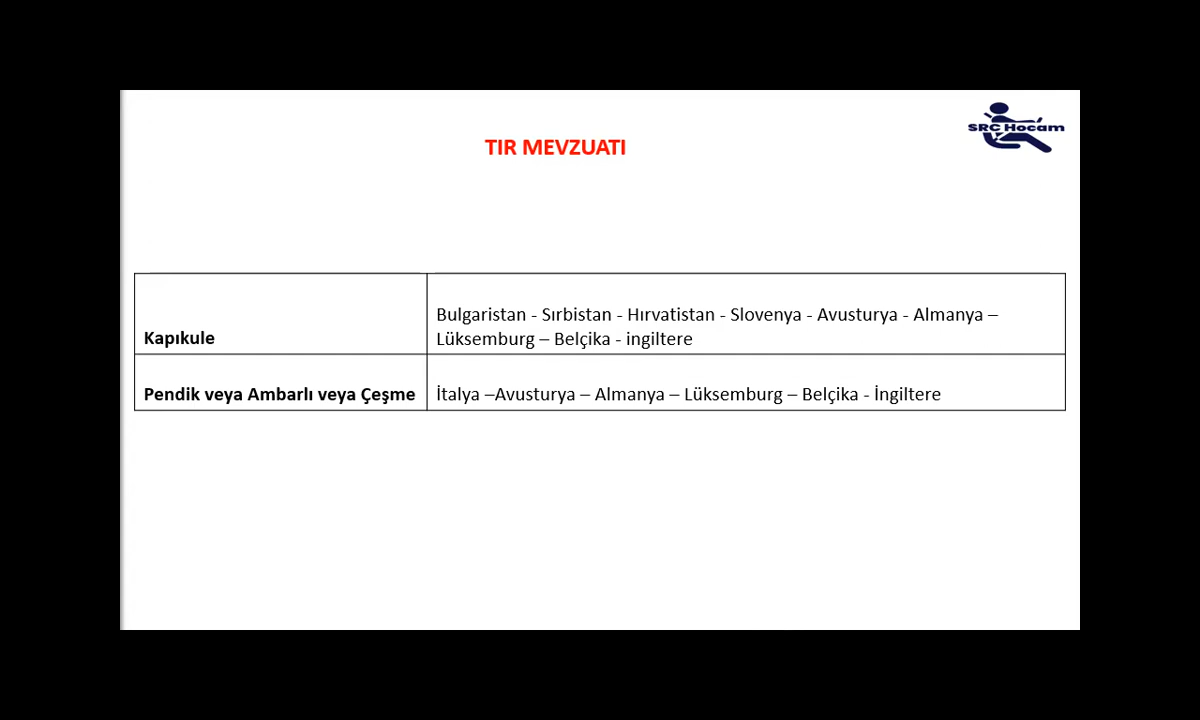 SRC Hocam
TIR MEVZUATI
Kapıkule
Bulgaristan - Sırbistan - Hırvatistan - Slovenya - Avusturya - Almanya –
Lüksemburg – Belçika - ingiltere
Pendik veya Ambarlı veya Çeşme
İtalya –Avusturya – Almanya – Lüksemburg – Belçika - İngiltere